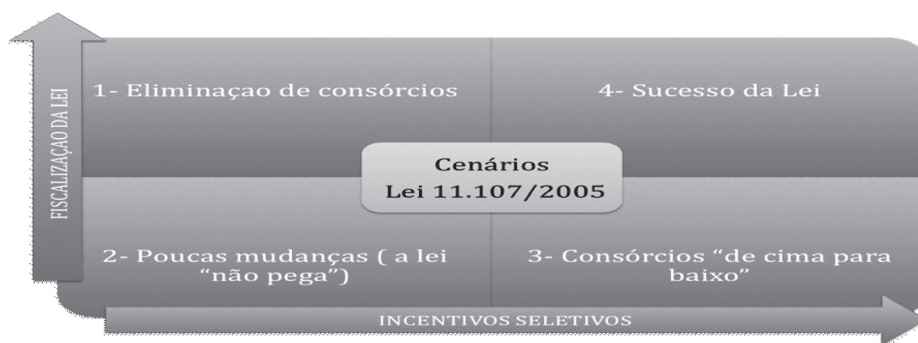 FISCALIZAÇAO DA LEI
1- Eliminaçao de consórcios
4- Sucesso da Lei
Cenários
Lei 11.107/2005
2- Poucas mudanças ( a lei
“não pega”)
3- Consórcios “de cima para
baixo”
INCENTIVOS SELETIVOS